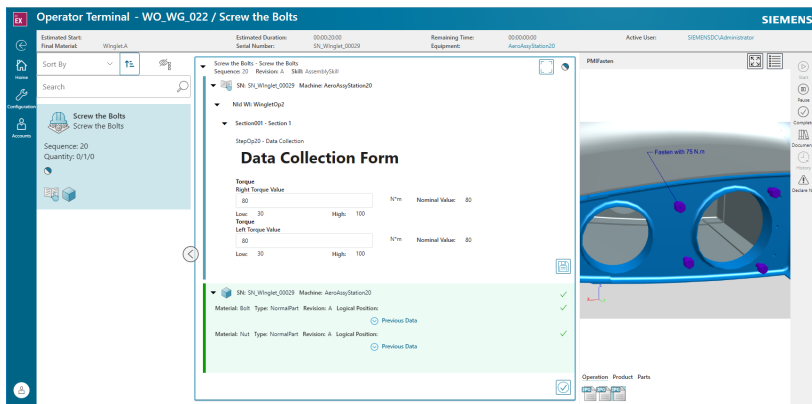 EX
Operator Terminal - WO_WG_022 / Screw the Bolts
SIEMENS
Estimated Start:
Final Material: WingletA
Estimated Duration: 00:00:20:00
Serial Number: SN_Winglet_00029
Remaining Time: 00:00:00:00
Equipment: AeroAssyStation20
Active User: SIEMENSDC\Administrator
Home
Configuration
Accounts
Sort By
Search
Screw the Bolts
Screw the Bolts
Sequence: 20
Quantity: 0/1/0
Screw the Bolts - Screw the Bolts
Sequence: 20 Revision: A Skill: AssemblySkill
SN: SN_Winglet_00029 Machine: AeroAssyStation20
NId WI: WingletOp2
Section001 - Section 1
StepOp20 - Data Collection
Data Collection Form
Torque
Right Torque Value
80 N*m Nominal Value: 80
Low: 30 High: 100
Torque
Left Torque Value
80 N*m Nominal Value: 80
Low: 30 High: 100
SN: SN_Winglet_00029 Machine: AeroAssyStation20
Material: Bolt Type: NormalPart Revision: A Logical Position:
Previous Data
Material: Nut Type: NormalPart Revision: A Logical Position:
Previous Data
PMIFasten
Fasten with 75 N m
Operation Product Parts
Start
Pause
Complete
Documen
History
Declare N